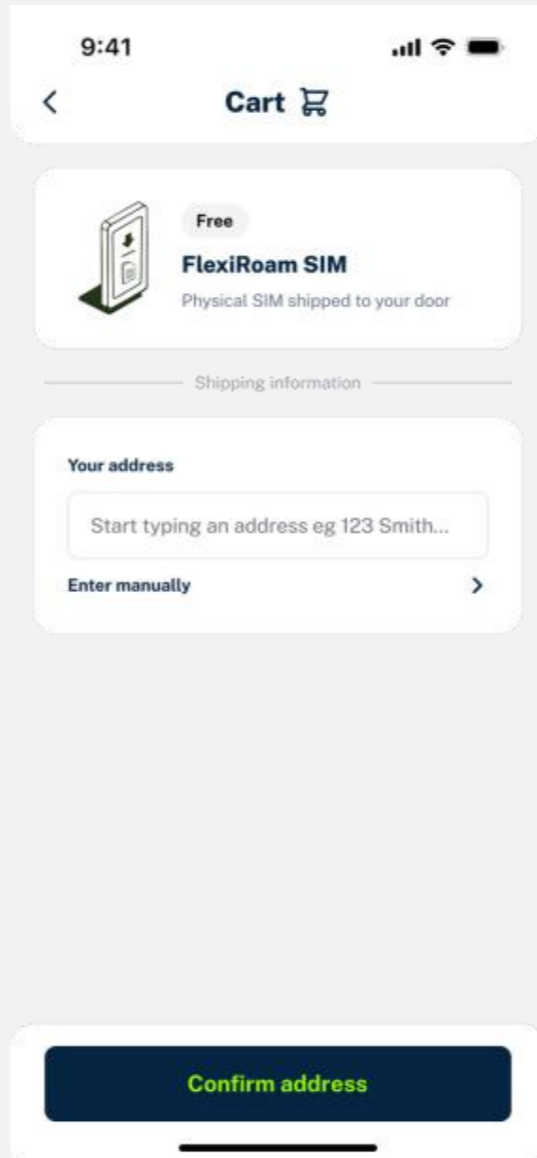 9:41
Cart
Free
FlexiRoam SIM
Physical SIM shipped to your door
Shipping information
Your address
Start typing an address eg 123 Smith...
Enter manually
Confirm address